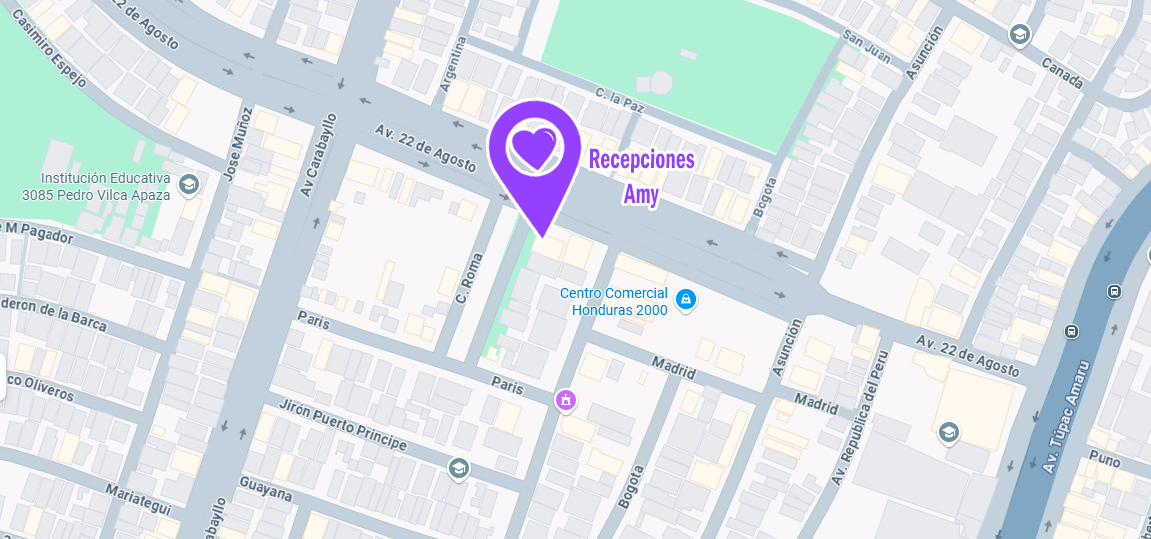 22 de Agosto
Casimiro Espejo
Argentina
C. la Paz
San Juan
Asunción
Canada
Jose Muñoz
Av Carabayllo
Av. 22 de Agosto
Recepciones
Amy
Institución Educativa
3085 Pedro Vilca Apaza
Bogota
M Pagador
C. Roma
Centro Comercial
Honduras 2000
deron de la Barca
Paris
Asunción
Av. 22 de Agosto
Madrid
Paris
Madrid
co Oliveros
Av. Republica del Peru
Av. Túpac Amaru
Jirón Puerto Principe
Puno
Bogota
Guayana
Mariategui
rabayllo